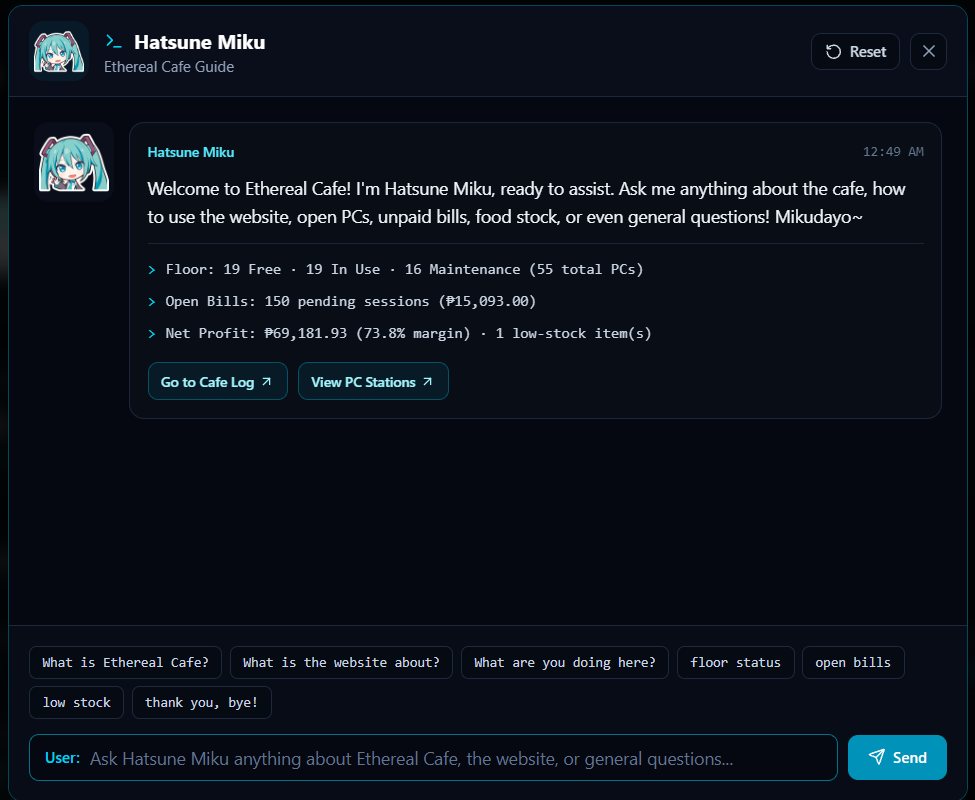 >_ Hatsune Miku
Ethereal Cafe Guide
Reset
Hatsune Miku
12:49 AM
Welcome to Ethereal Cafe! I'm Hatsune Miku, ready to assist. Ask me anything about the cafe, how
to use the website, open PCs, unpaid bills, food stock, or even general questions! Mikudayo~
> Floor: 19 Free · 19 In Use · 16 Maintenance (55 total PCs)
> Open Bills: 150 pending sessions (₱15,093.00)
> Net Profit: ₱69,181.93 (73.8% margin) · 1 low-stock item(s)
Go to Cafe Log ↗
View PC Stations ↗
What is Ethereal Cafe?
What is the website about?
What are you doing here?
floor status
open bills
low stock
thank you, bye!
User: Ask Hatsune Miku anything about Ethereal Cafe, the website, or general questions...
Send